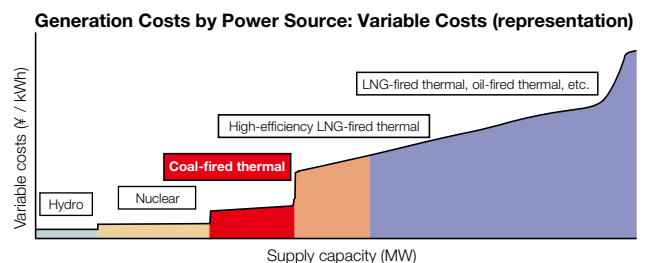 Generation Costs by Power Source: Variable Costs (representation)
Variable costs (¥ / kWh)
LNG-fired thermal, oil-fired thermal, etc.
High-efficiency LNG-fired thermal
Coal-fired thermal
Nuclear
Hydro
Supply capacity (MW)